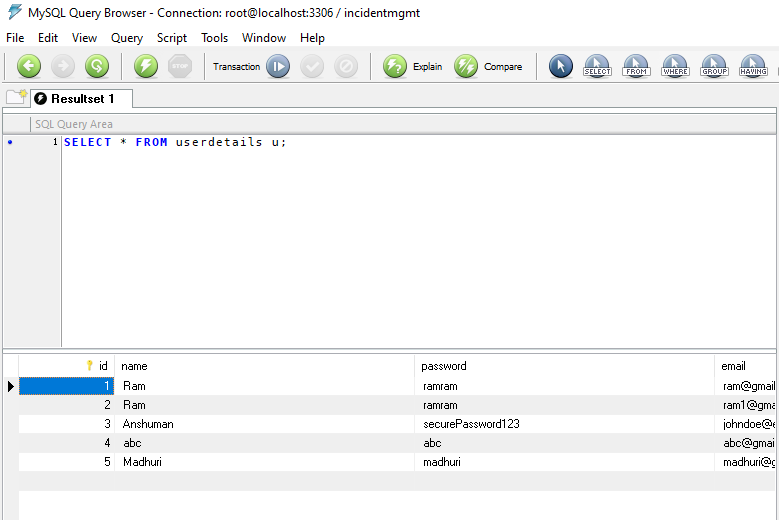 MySQL Query Browser - Connection: root@localhost:3306 / incidentmgmt
File Edit View Query Script Tools Window Help
STOP Transaction Explain Compare SELECT FROM WHERE GROUP HAVING
Resultset 1
SQL Query Area
1 SELECT * FROM userdetails u;
id name password email
1 Ram ramram ram@gmail
2 Ram ramram ram1@gma
3 Anshuman securePassword123 johndoe@e
4 abc abc abc@gmai
5 Madhuri madhuri madhuri@g